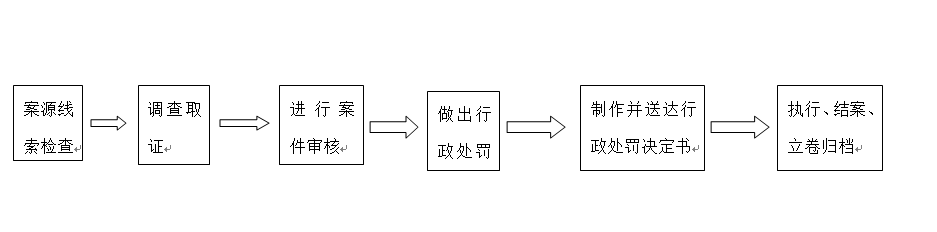 案源线
索检查
调查取
证
进行案
件审核
做出行
政处罚
制作并送达行
政处罚决定书
执行、结案、
立卷归档